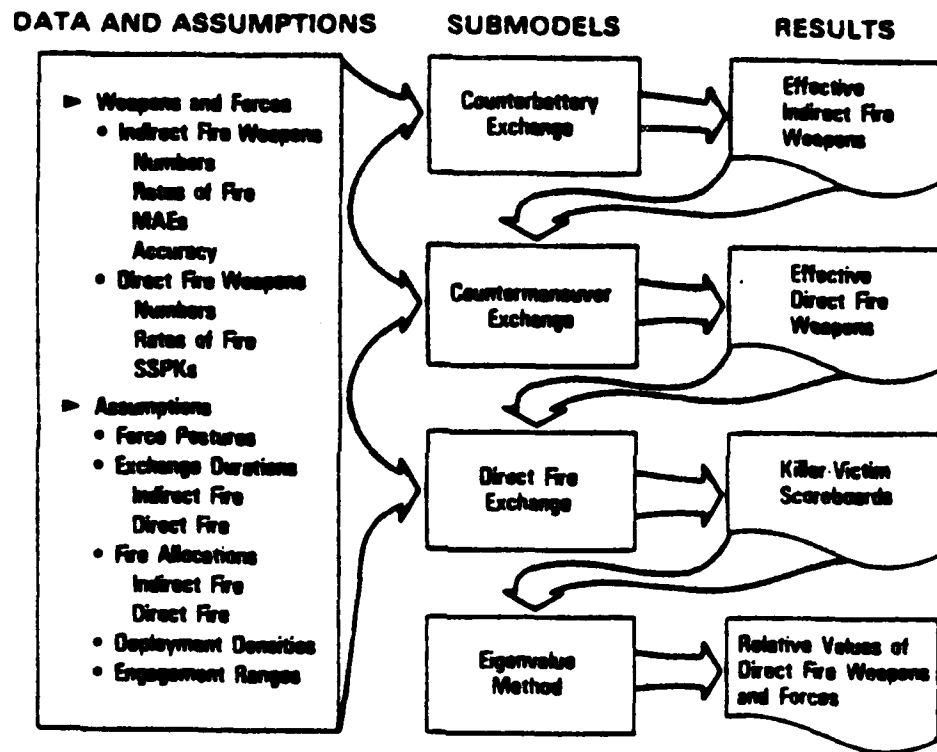 DATA AND ASSUMPTIONS
► Weapons and Forces
• Indirect Fire Weapons
Numbers
Rates of Fire
MAEs
Accuracy
• Direct Fire Weapons
Numbers
Rates of Fire
SSPKs
► Assumptions
• Force Postures
• Exchange Durations
Indirect Fire
Direct Fire
• Fire Allocations
Indirect Fire
Direct Fire
• Deployment Densities
• Engagement Ranges
SUBMODELS
Counterbattery
Exchange
Countermaneuver
Exchange
Direct Fire
Exchange
Eigenvalue
Method
RESULTS
Effective
Indirect Fire
Weapons
Effective
Direct Fire
Weapons
Killer-Victim
Scoreboards
Relative Values of
Direct Fire Weapons
and Forces